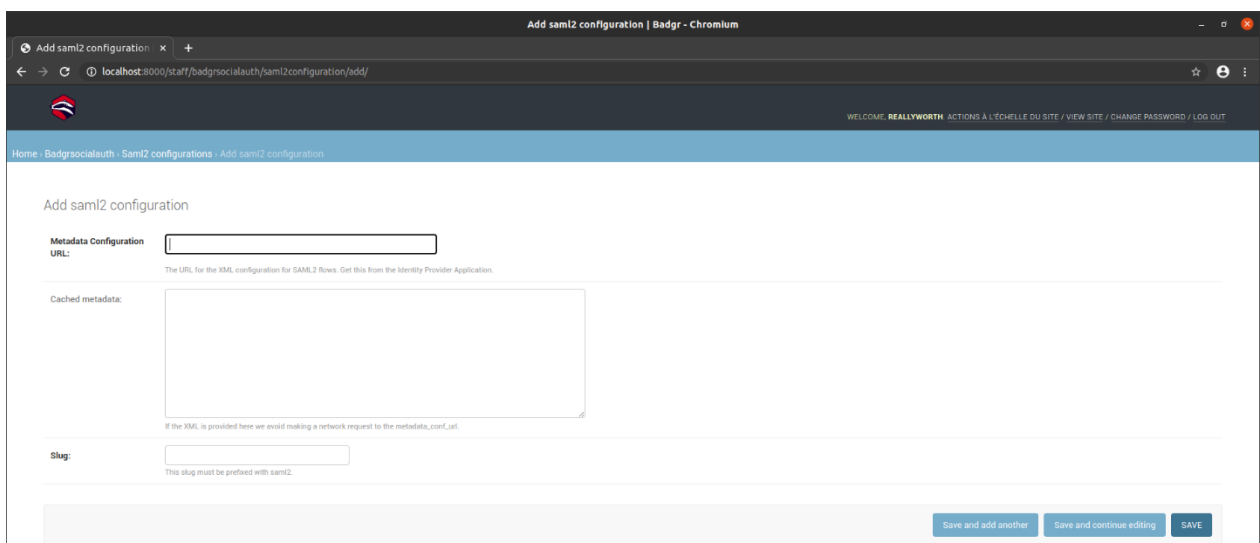 Add saml2 configuration | Badgr - Chromium
Add saml2 configuration
localhost:8000/staff/badgrsocialauth/saml2configuration/add/
WELCOME, REALLYWORTH. ACTIONS À L'ÉCHELLE DU SITE / VIEW SITE / CHANGE PASSWORD / LOG OUT
Home › Badgrsocialauth › Saml2 configurations › Add saml2 configuration
Add saml2 configuration
Metadata Configuration
URL:
The URL for the XML configuration for SAML2 flows. Get this from the Identity Provider Application.
Cached metadata:
If the XML is provided here we avoid making a network request to the metadata_conf_url.
Slug:
This slug must be prefixed with saml2.
Save and add another Save and continue editing SAVE